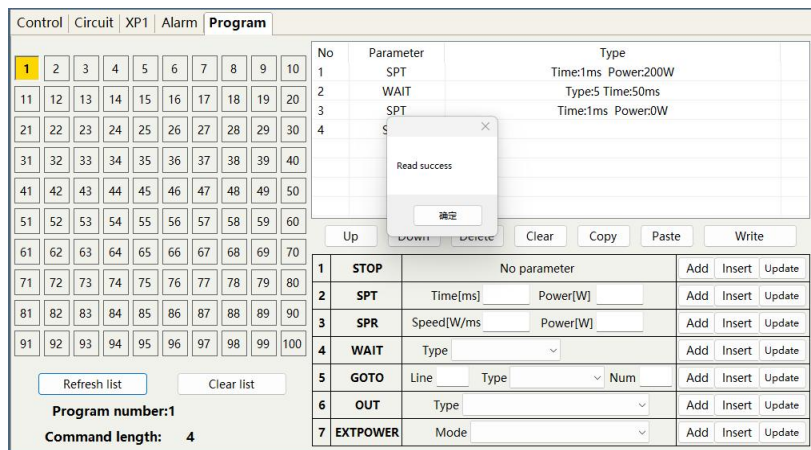 Control Circuit XP1 Alarm Program
1 2 3 4 5 6 7 8 9 10
11 12 13 14 15 16 17 18 19 20
21 22 23 24 25 26 27 28 29 30
31 32 33 34 35 36 37 38 39 40
41 42 43 44 45 46 47 48 49 50
51 52 53 54 55 56 57 58 59 60
61 62 63 64 65 66 67 68 69 70
71 72 73 74 75 76 77 78 79 80
81 82 83 84 85 86 87 88 89 90
91 92 93 94 95 96 97 98 99 100
Refresh list Clear list
Program number:1
Command length: 4
No Parameter Type
1 SPT Time:1ms Power:200W
2 WAIT Type:5 Time:50ms
3 SPT Time:1ms Power:0W
4
Read success
确定
Up Down Delete Clear Copy Paste Write
1 STOP No parameter Add Insert Update
2 SPT Time[ms] Power[W] Add Insert Update
3 SPR Speed[W/ms Power[W] Add Insert Update
4 WAIT Type Add Insert Update
5 GOTO Line Type Num Add Insert Update
6 OUT Type Add Insert Update
7 EXTPOWER Mode Add Insert Update